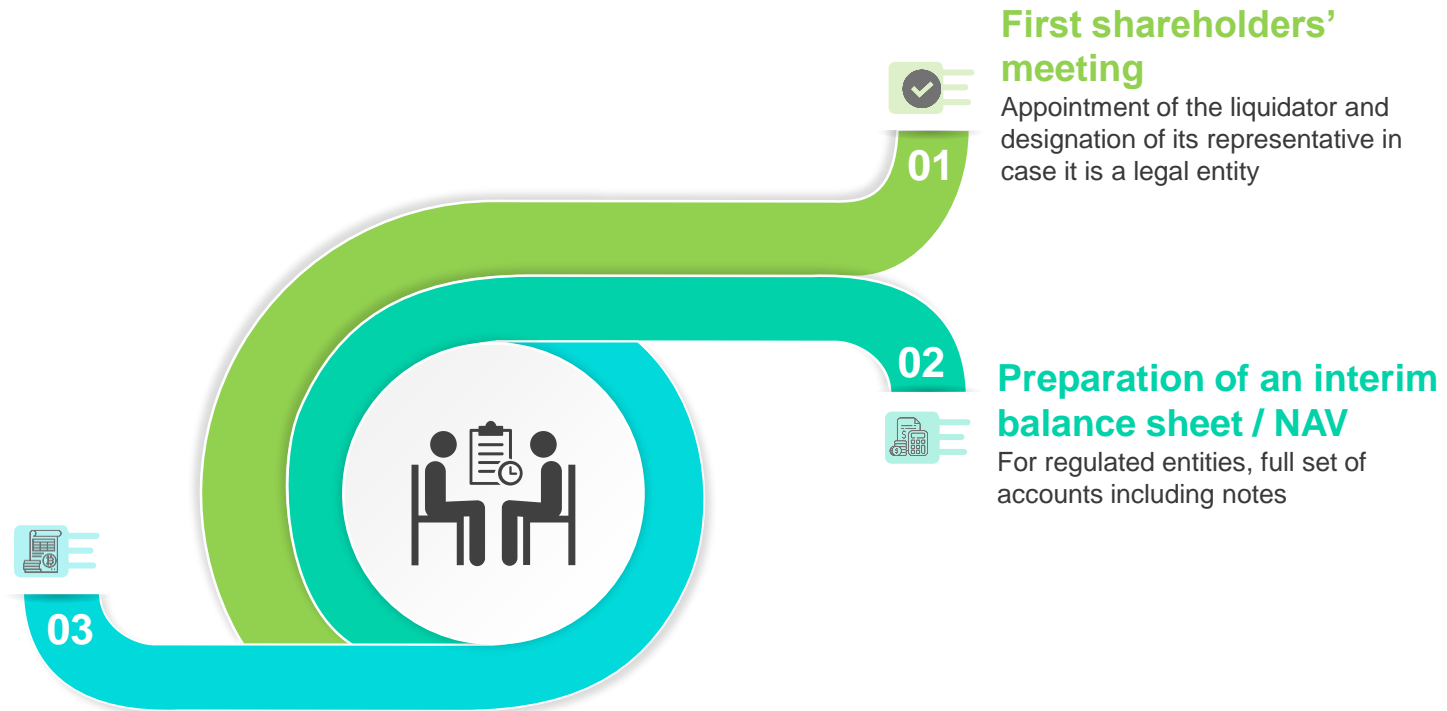 First shareholders’
meeting
Appointment of the liquidator and
designation of its representative in
case it is a legal entity
01
02
Preparation of an interim
balance sheet / NAV
For regulated entities, full set of
accounts including notes
03